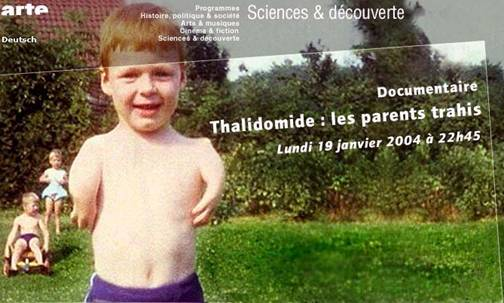 arte
Programmes
Histoire, politique & société
Arts & musiques
Cinéma & fiction
Sciences & découverte
Sciences & découverte
Deutsch
Documentaire
Thalidomide : les parents trahis
Lundi 19 janvier 2004 à 22h45